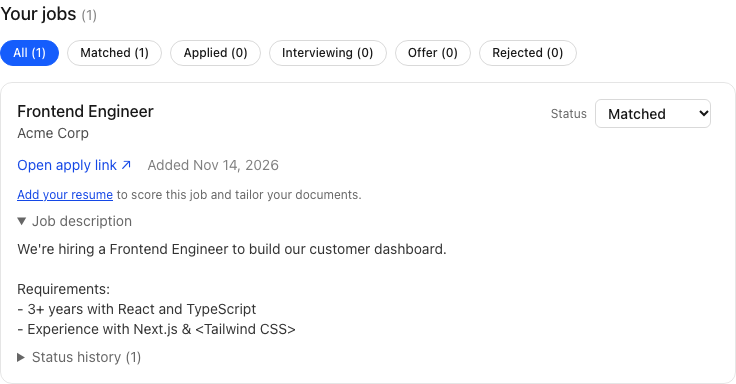 Your jobs (1)
All (1) Matched (1) Applied (0) Interviewing (0) Offer (0) Rejected (0)
Frontend Engineer
Status Matched
Acme Corp
Open apply link ↗ Added Nov 14, 2026
Add your resume to score this job and tailor your documents.
▼ Job description
We're hiring a Frontend Engineer to build our customer dashboard.
Requirements:
- 3+ years with React and TypeScript
- Experience with Next.js & <Tailwind CSS>
▶ Status history (1)